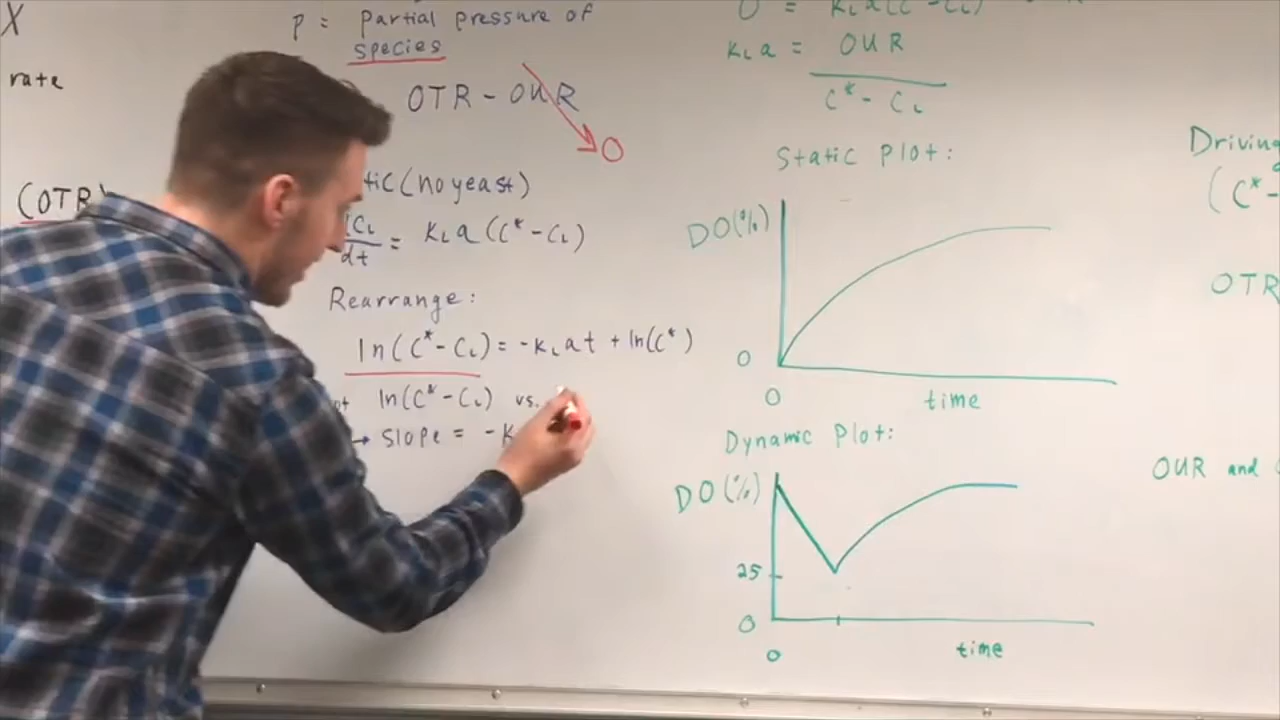 X
rate
(OTR)
p = Partial pressure of
species
OTR - OUR
0
(no yeast)
dt = KLa (C* - CL)
Rearrange:
ln(C* - CL) = -KLat + ln(C*)
ln(C* - CL) vs.
→ slope = -K
KLa = OUR
C* - CL
Static Plot:
DO(%)
0
0
time
Dynamic Plot:
DO(%)
25
0
0
time
Driving
(C* -
OTR
OUR and